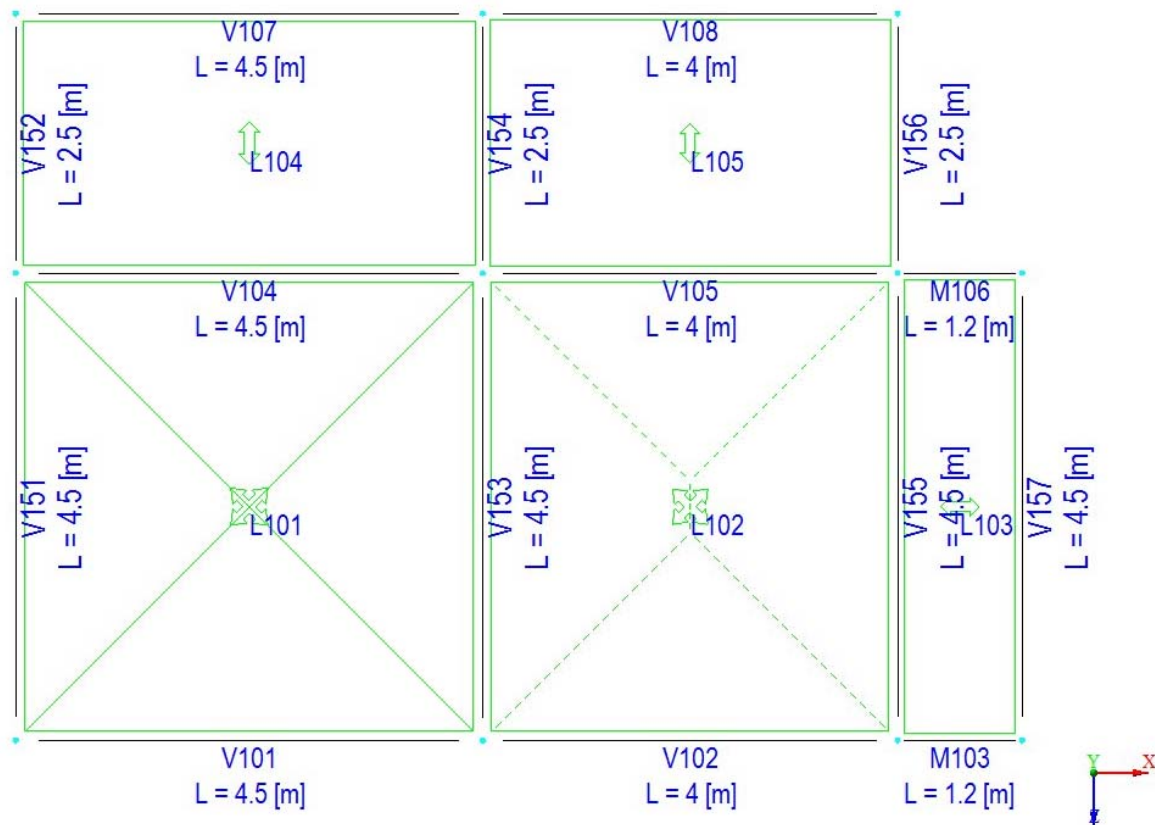 V107
L = 4.5 [m]
V108
L = 4 [m]
V152
L = 2.5 [m]
L104
V154
L = 2.5 [m]
L105
V156
L = 2.5 [m]
V104
L = 4.5 [m]
V105
L = 4 [m]
M106
L = 1.2 [m]
V151
L = 4.5 [m]
L101
V153
L = 4.5 [m]
L102
V155
L = 4.5 [m]
L103
V157
L = 4.5 [m]
V101
L = 4.5 [m]
V102
L = 4 [m]
M103
L = 1.2 [m]
Y
X
Z